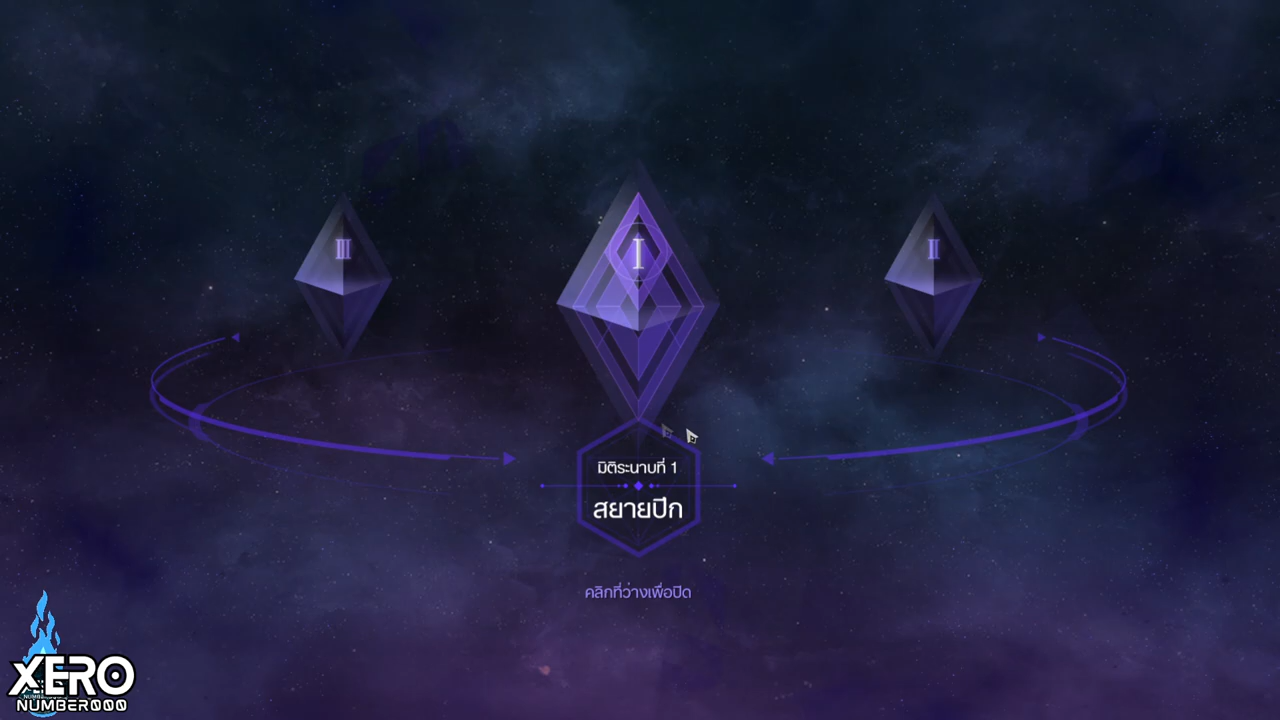 III
I
II
มิติระนาบที่ 1
สยายปีก
คลิกที่ว่างเพื่อปิด
XERO
NUMBER000